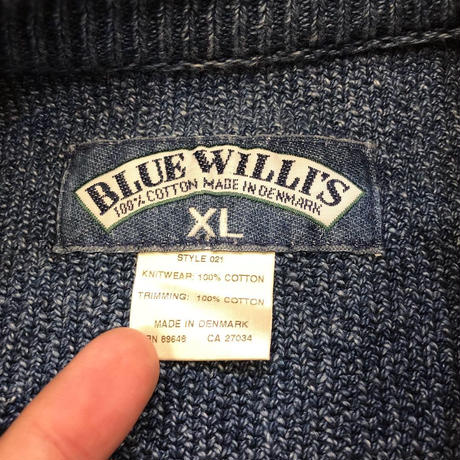 BLUE WILLI'S
100% COTTON MADE IN DENMARK
XL
STYLE 021
KNITWEAR: 100% COTTON
TRIMMING: 100% COTTON
MADE IN DENMARK
RN 89646 CA 27034